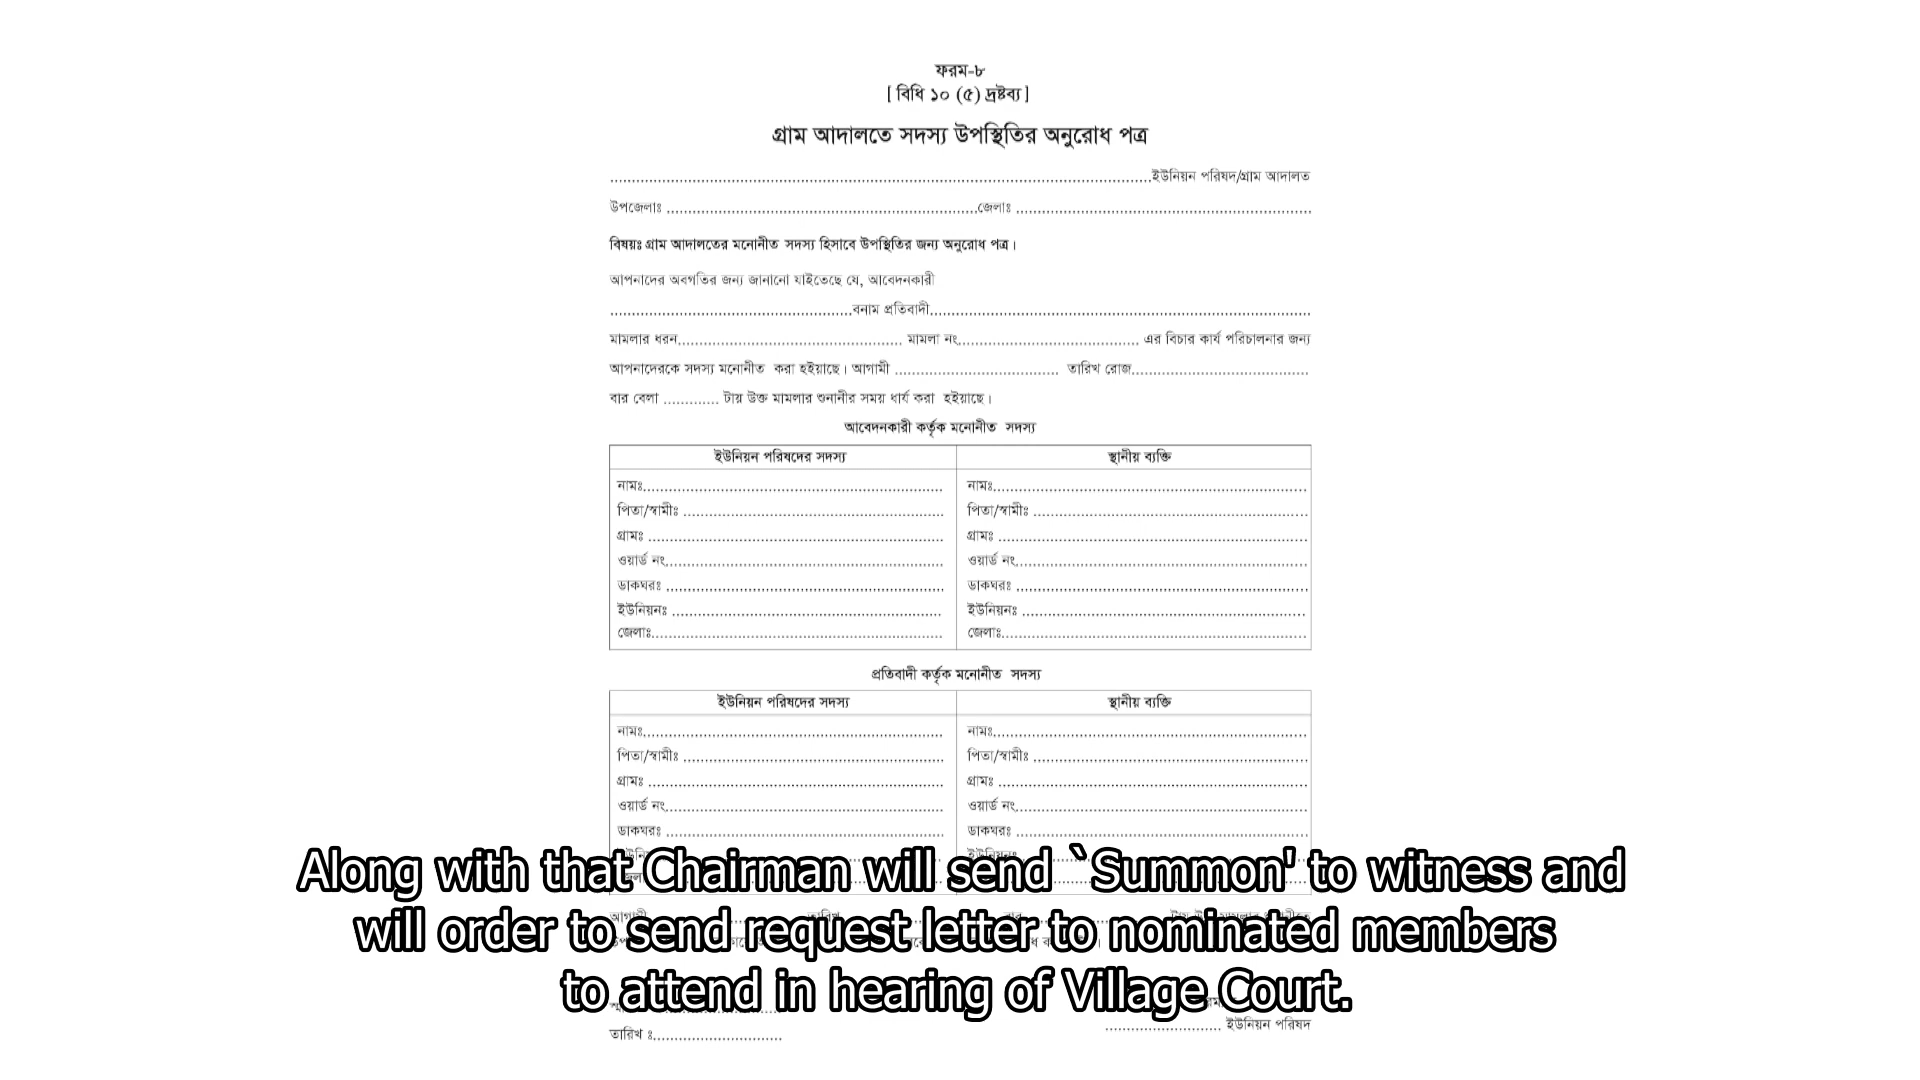 ফরম-৮
[ বিধি ১০ (৫) দ্রষ্টব্য]
গ্রাম আদালতে সদস্য উপস্থিতির অনুরোধ পত্র
....................................ইউনিয়ন পরিষদ/গ্রাম আদালত
উপজেলাঃ ....................................জেলাঃ ....................................
বিষয়ঃ গ্রাম আদালতের মনোনীত সদস্য হিসাবে উপস্থিতির জন্য অনুরোধ পত্র।
আপনাদের অবগতির জন্য জানানো যাইতেছে যে, আবেদনকারী
....................................বনাম প্রতিবাদী....................................
মামলার ধরন.................................... মামলা নং.................................... এর বিচার কার্য পরিচালনার জন্য
আপনাদেরকে সদস্য মনোনীত করা হইয়াছে। আগামী .................................... তারিখ রোজ....................................
বার বেলা ............. টায় উক্ত মামলার শুনানীর সময় ধার্য করা হইয়াছে।
আবেদনকারী কর্তৃক মনোনীত সদস্য
ইউনিয়ন পরিষদের সদস্য স্থানীয় ব্যক্তি
নামঃ.................................... নামঃ....................................
পিতা/স্বামীঃ .................................... পিতা/স্বামীঃ ....................................
গ্রামঃ .................................... গ্রামঃ ....................................
ওয়ার্ড নং.................................... ওয়ার্ড নং....................................
ডাকঘরঃ .................................... ডাকঘরঃ ....................................
ইউনিয়নঃ .................................... ইউনিয়নঃ ....................................
জেলাঃ.................................... জেলাঃ....................................
প্রতিবাদী কর্তৃক মনোনীত সদস্য
ইউনিয়ন পরিষদের সদস্য স্থানীয় ব্যক্তি
নামঃ.................................... নামঃ....................................
পিতা/স্বামীঃ .................................... পিতা/স্বামীঃ ....................................
গ্রামঃ .................................... গ্রামঃ ....................................
ওয়ার্ড নং.................................... ওয়ার্ড নং....................................
ডাকঘরঃ .................................... ডাকঘরঃ ....................................
Along with that Chairman will send `Summon' to witness and
will order to send request letter to nominated members
to attend in hearing of Village Court.
........................... ইউনিয়ন পরিষদ
তারিখ ঃ..............................